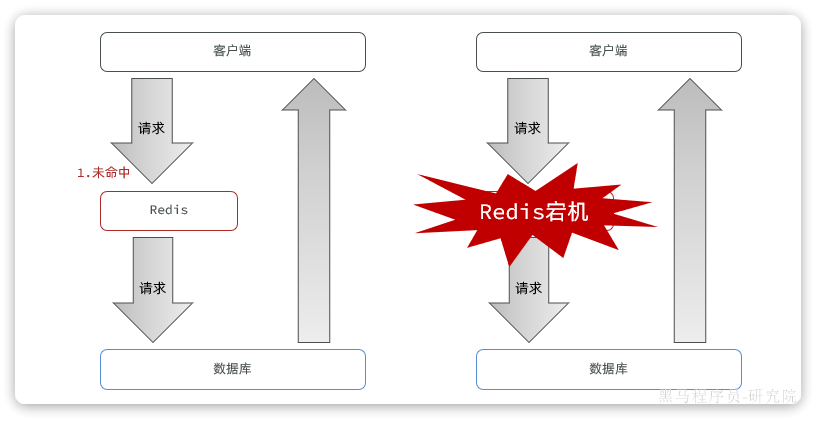 客户端
请求
1.未命中
Redis
请求
数据库
客户端
请求
Redis宕机
请求
数据库
黑马程序员-研究院